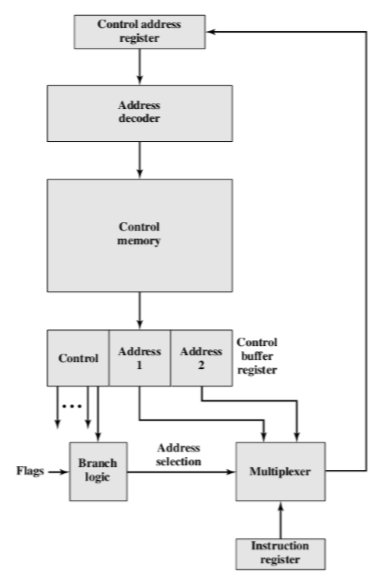 Control address
register
Address
decoder
Control
memory
Control
Address
1
Address
2
Control
buffer
register
...
Flags
Branch
logic
Address
selection
Multiplexer
Instruction
register